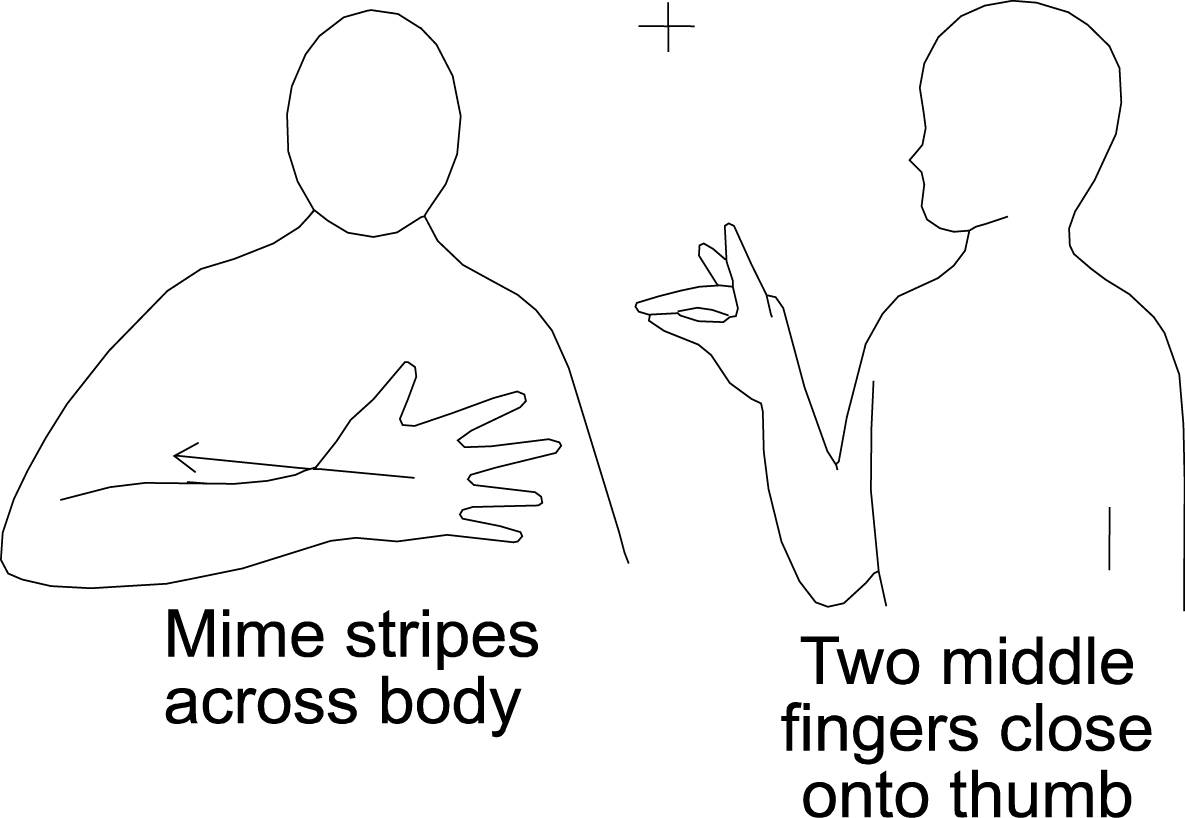 Mime stripes
across body
Two middle
fingers close
onto thumb